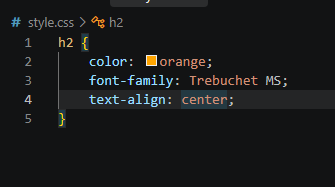 # style.css > h2
1 h2 {
2 color: orange;
3 font-family: Trebuchet MS;
4 text-align: center;
5 }